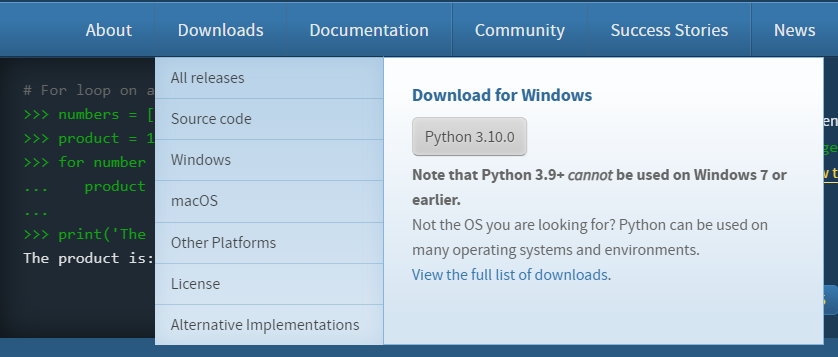 About
Downloads
Documentation
Community
Success Stories
News
# For loop on a
>>> numbers = [
>>> product = 1
>>> for number
...    product
...
>>> print('The
The product is:
All releases
Source code
Windows
macOS
Other Platforms
License
Alternative Implementations
Download for Windows
Python 3.10.0
Note that Python 3.9+ cannot be used on Windows 7 or
earlier.
Not the OS you are looking for? Python can be used on
many operating systems and environments.
View the full list of downloads.